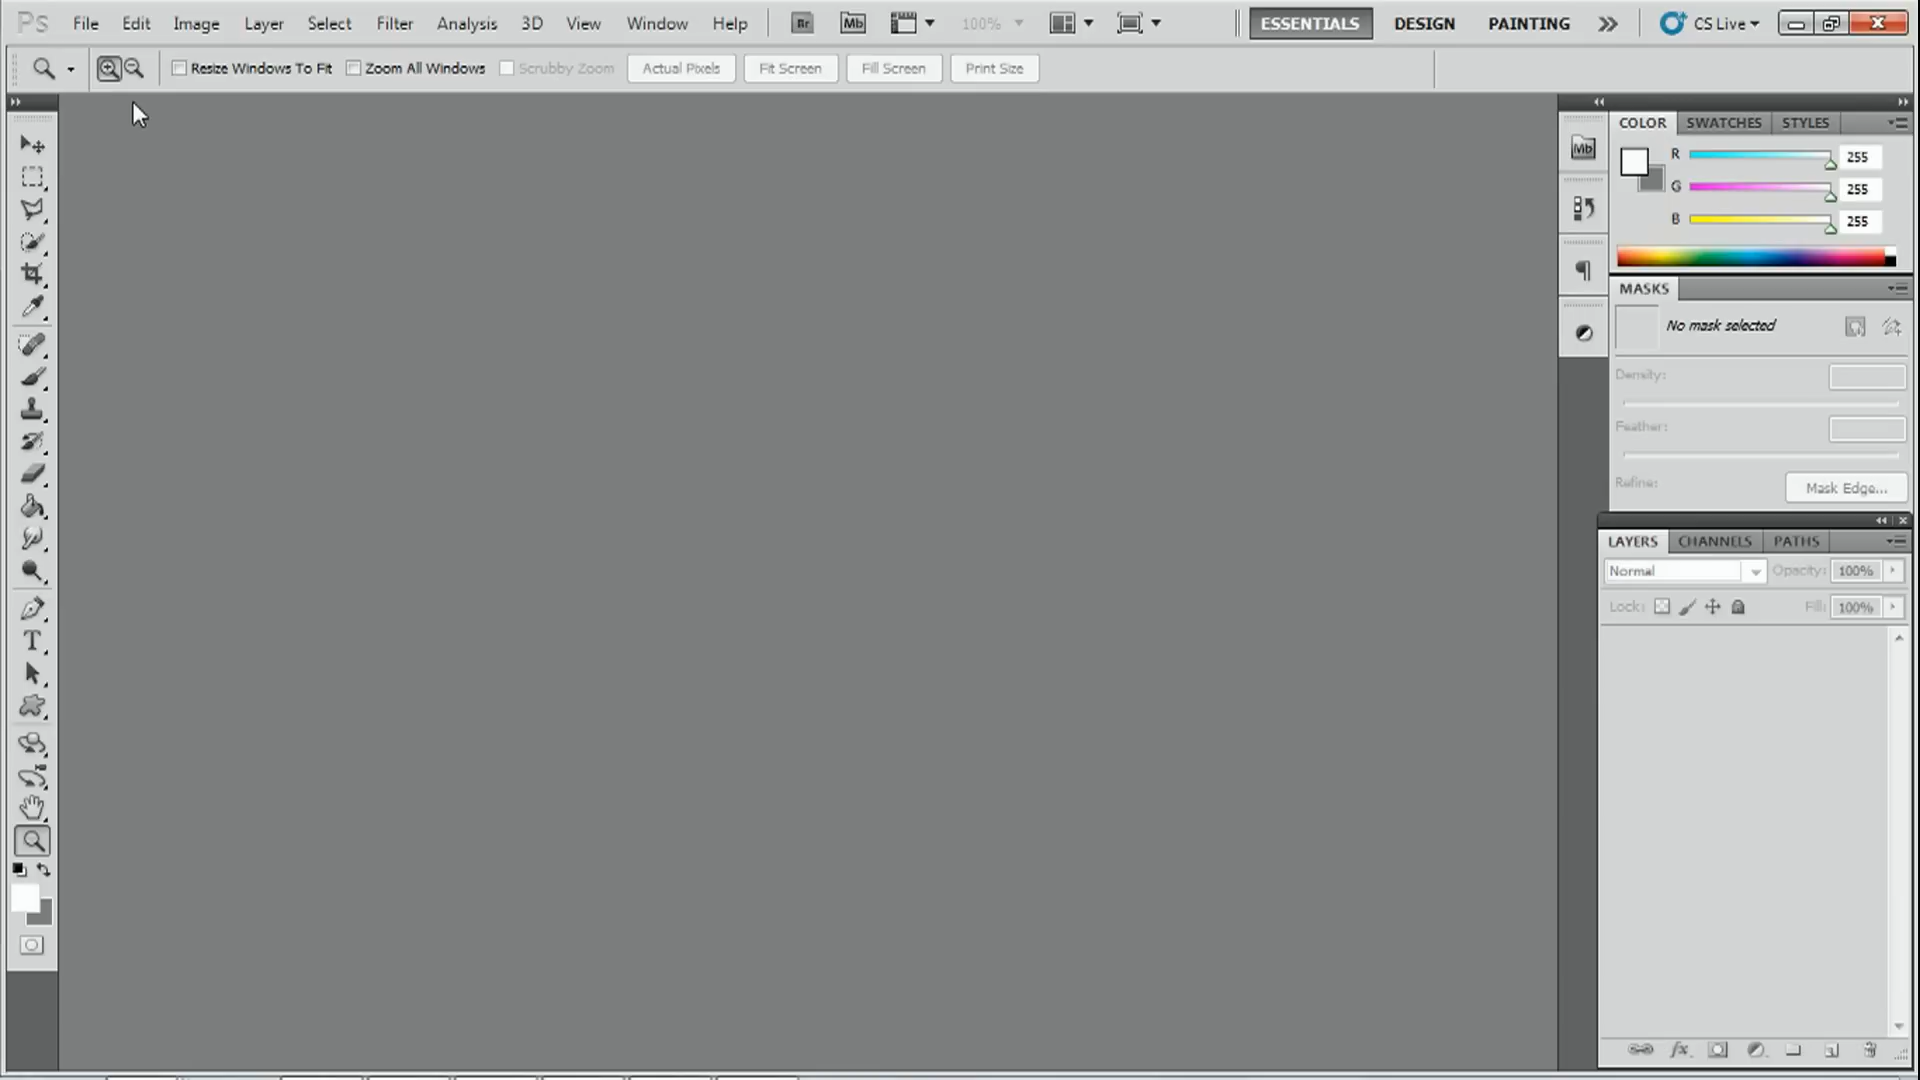 Ps File Edit Image Layer Select Filter Analysis 3D View Window Help Br Mb 100% ESSENTIALS DESIGN PAINTING CS Live
Resize Windows To Fit Zoom All Windows Scrubby Zoom Actual Pixels Fit Screen Fill Screen Print Size
COLOR SWATCHES STYLES
Mb
R 255
G 255
B 255
MASKS
No mask selected
Density:
Feather:
Refine: Mask Edge...
LAYERS CHANNELS PATHS
Normal Opacity: 100%
Lock: Fill: 100%
T
fx